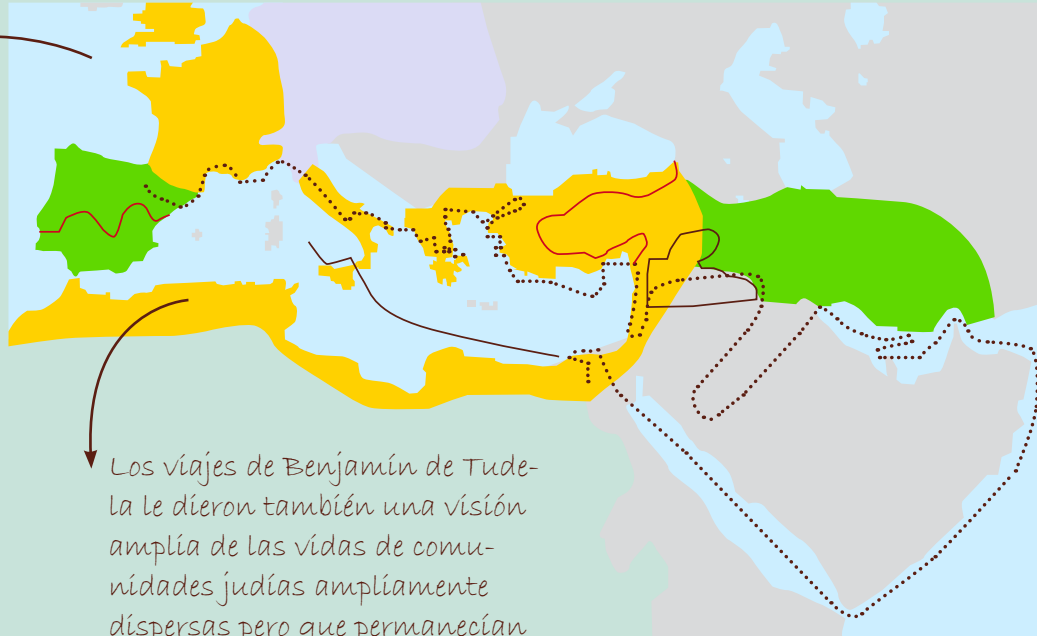 Los viajes de Benjamín de Tude-
la le dieron también una visión
amplia de las vidas de comu-
nidades judías ampliamente
dispersas pero que permanecían